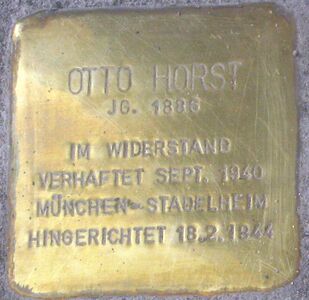 OTTO HORST
JG. 1886
IM WIDERSTAND
VERHAFTET SEPT. 1940
MÜNCHEN-STADELHEIM
HINGERICHTET 18.2.1944